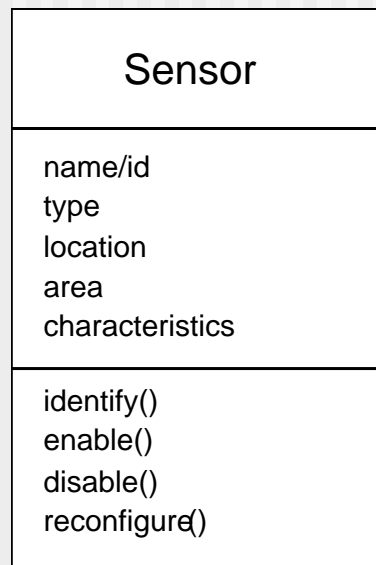 Sensor
name/id
type
location
area
characteristics
identify()
enable()
disable()
reconfigure()